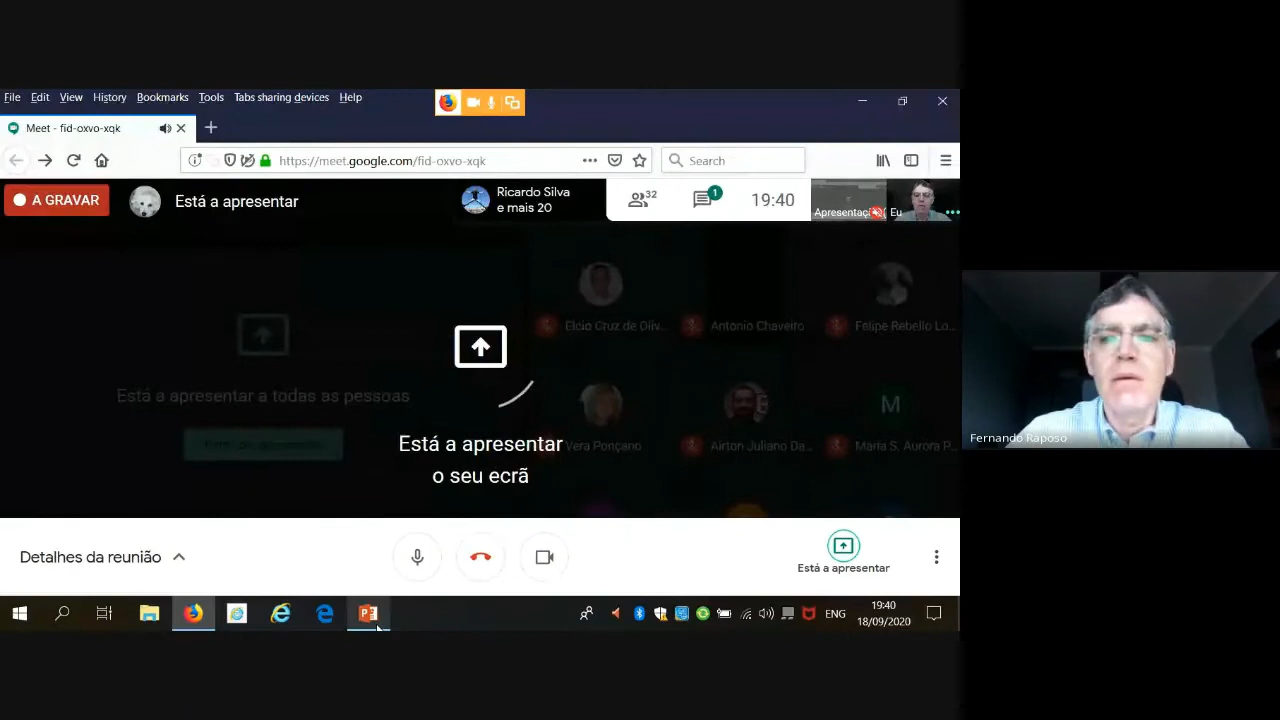 File Edit View History Bookmarks Tools Tabs sharing devices Help
Meet - fid-oxvo-xqk
https://meet.google.com/fid-oxvo-xqk
Search
A GRAVAR
Está a apresentar
Ricardo Silva
e mais 20
32
1
19:40
Eu
Elcio Cruz de Oliv...
Antonio Chaveiro
Felipe Rebello Lo...
Está a apresentar a todas as pessoas
Vera Ponçano
Airton Juliano Da...
M
Maria S. Aurora P...
Está a apresentar
o seu ecrã
Fernando Raposo
Detalhes da reunião
Está a apresentar
ENG
19:40
18/09/2020